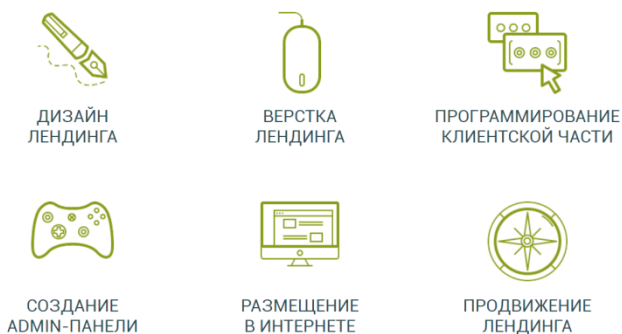 ДИЗАЙН
ЛЕНДИНГА
ВЕРСТКА
ЛЕНДИНГА
ПРОГРАММИРОВАНИЕ
КЛИЕНТСКОЙ ЧАСТИ
СОЗДАНИЕ
ADMIN-ПАНЕЛИ
РАЗМЕЩЕНИЕ
В ИНТЕРНЕТЕ
ПРОДВИЖЕНИЕ
ЛЕНДИНГА